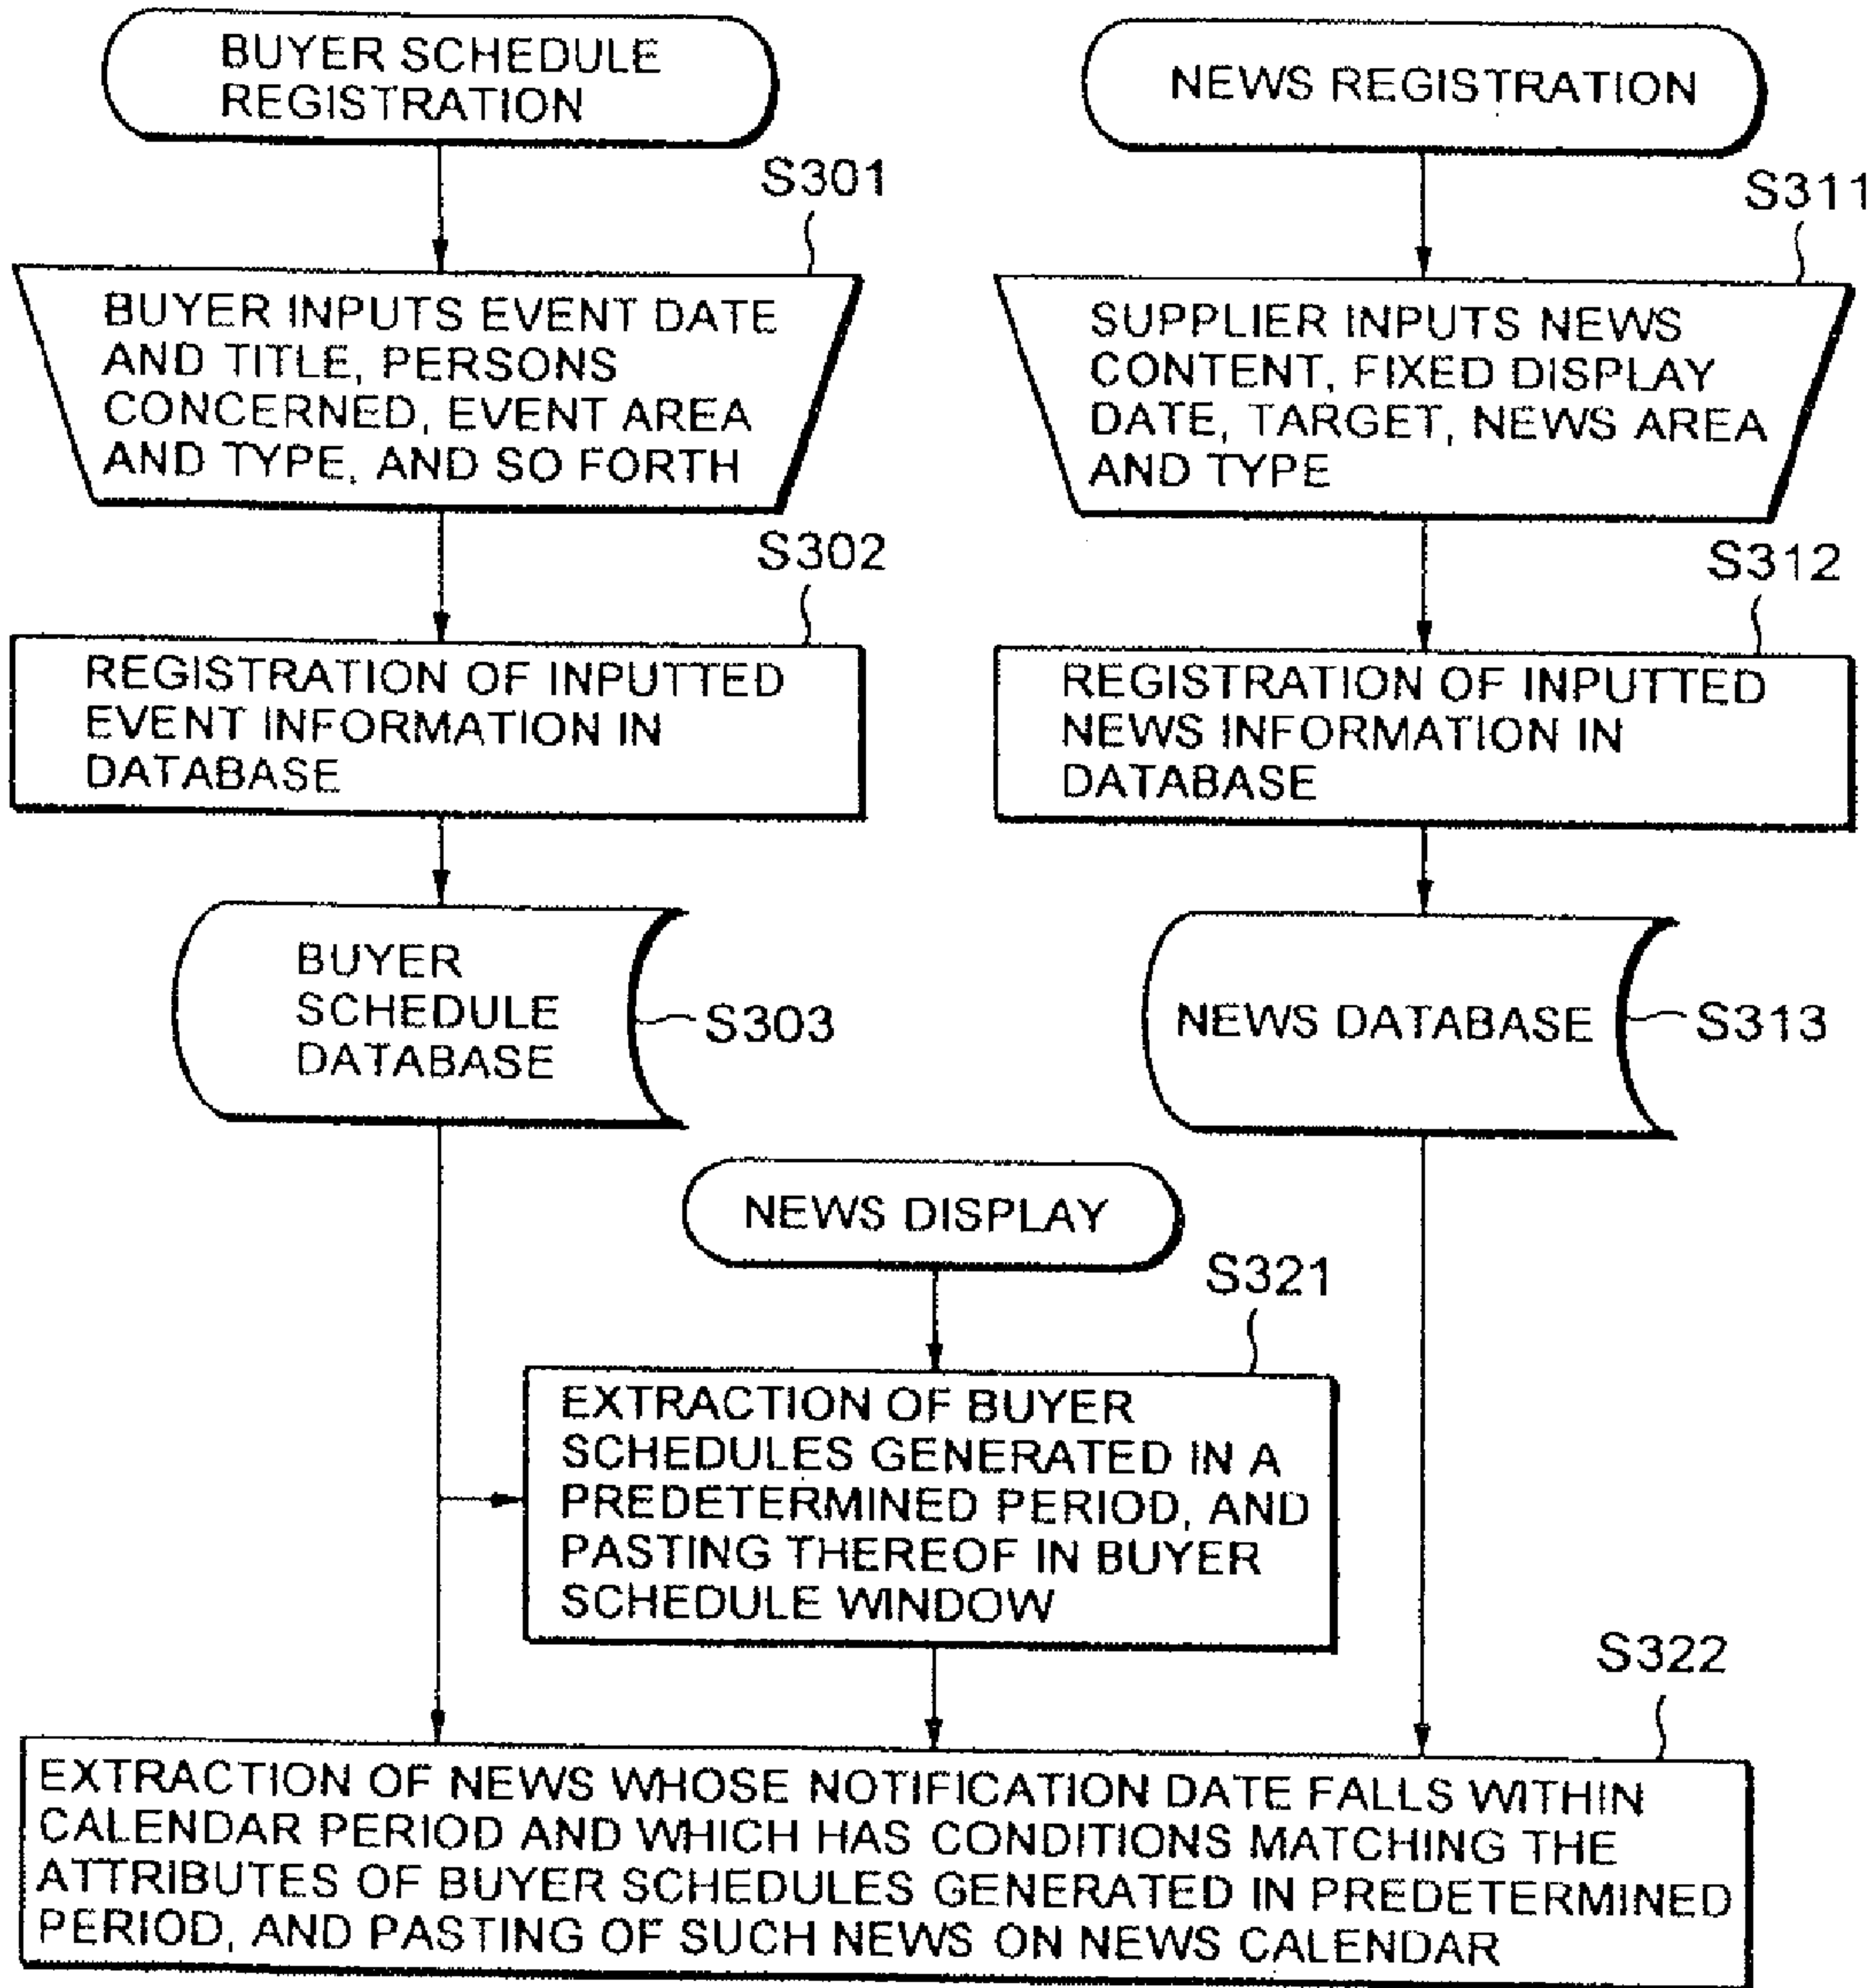 BUYER SCHEDULE
REGISTRATION
S301
BUYER INPUTS EVENT DATE
AND TITLE, PERSONS
CONCERNED, EVENT AREA
AND TYPE, AND SO FORTH
S302
REGISTRATION OF INPUTTED
EVENT INFORMATION IN
DATABASE
BUYER
SCHEDULE
DATABASE
S303
NEWS REGISTRATION
S311
SUPPLIER INPUTS NEWS
CONTENT, FIXED DISPLAY
DATE, TARGET, NEWS AREA
AND TYPE
S312
REGISTRATION OF INPUTTED
NEWS INFORMATION IN
DATABASE
NEWS DATABASE
S313
NEWS DISPLAY
S321
EXTRACTION OF BUYER
SCHEDULES GENERATED IN A
PREDETERMINED PERIOD, AND
PASTING THEREOF IN BUYER
SCHEDULE WINDOW
S322
EXTRACTION OF NEWS WHOSE NOTIFICATION DATE FALLS WITHIN
CALENDAR PERIOD AND WHICH HAS CONDITIONS MATCHING THE
ATTRIBUTES OF BUYER SCHEDULES GENERATED IN PREDETERMINED
PERIOD, AND PASTING OF SUCH NEWS ON NEWS CALENDAR